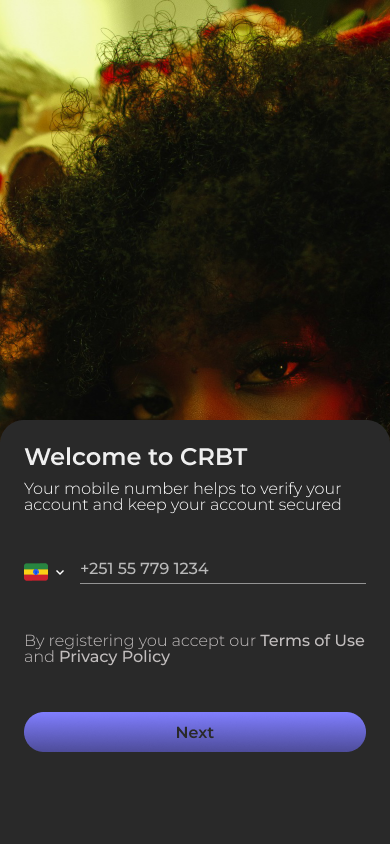 Welcome to CRBT
Your mobile number helps to verify your
account and keep your account secured
+251 55 779 1234
By registering you accept our Terms of Use
and Privacy Policy
Next